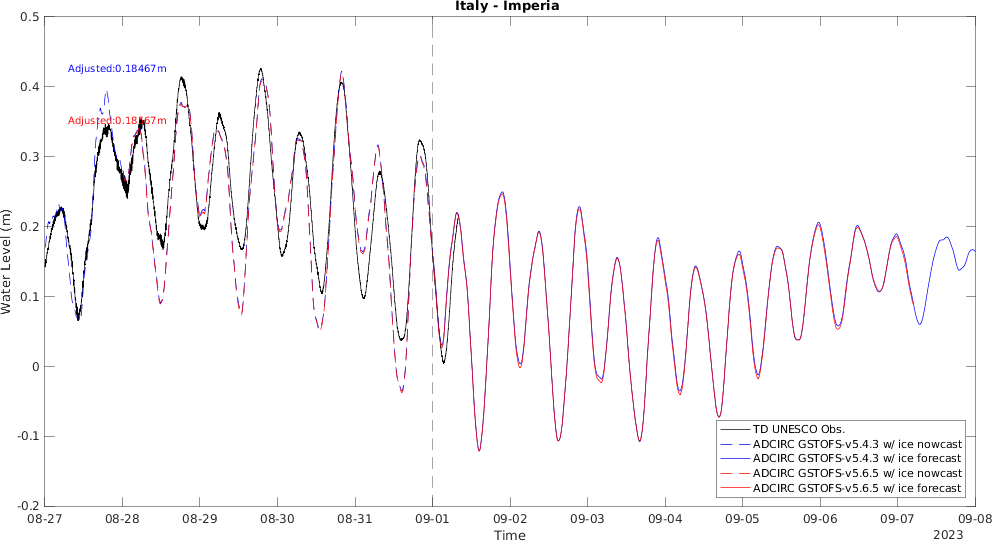 Italy - Imperia
0.5
Adjusted:0.18467m
0.4
Adjusted:0.18467m
0.3
0.2
0.1
0
-0.1
-0.2
Water Level (m)
TD UNESCO Obs.
ADCIRC GSTOFS-v5.4.3 w/ ice nowcast
ADCIRC GSTOFS-v5.4.3 w/ ice forecast
ADCIRC GSTOFS-v5.6.5 w/ ice nowcast
ADCIRC GSTOFS-v5.6.5 w/ ice forecast
08-27 08-28 08-29 08-30 08-31 09-01 09-02 09-03 09-04 09-05 09-06 09-07 09-08
Time
2023